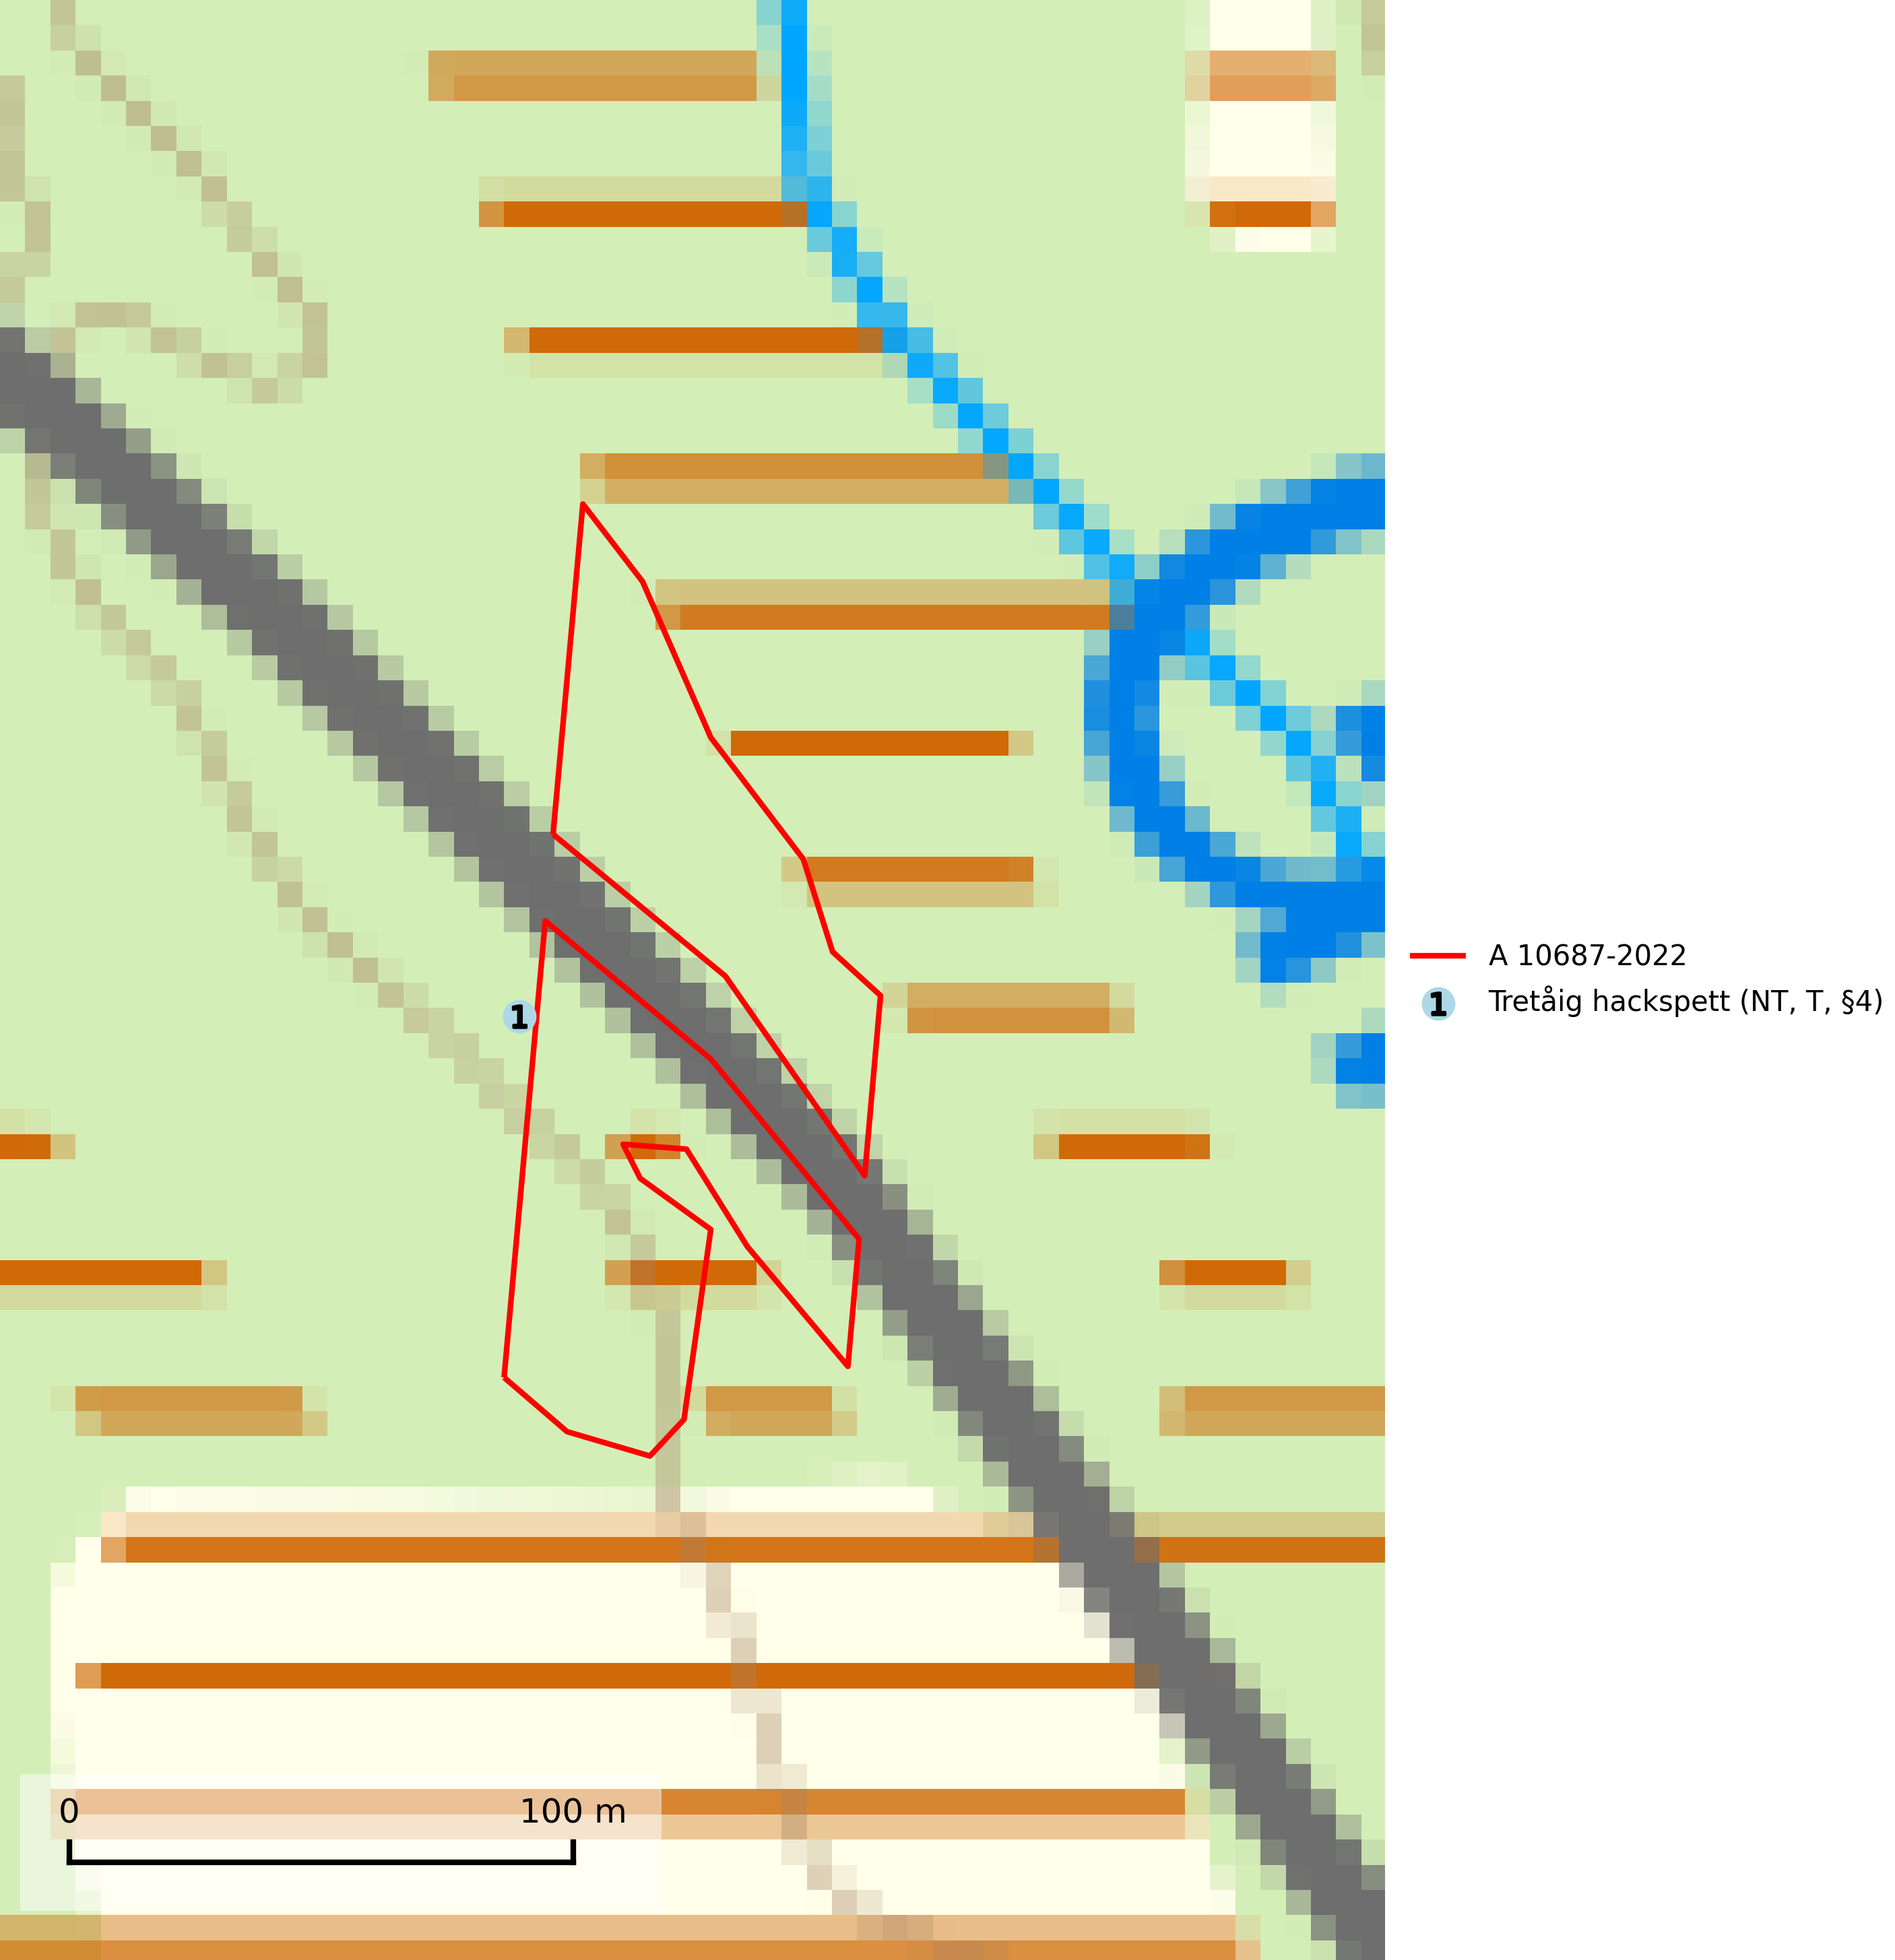 A 10687-2022
1 Tretåig hackspett (NT, T, §4)
1
0 100 m